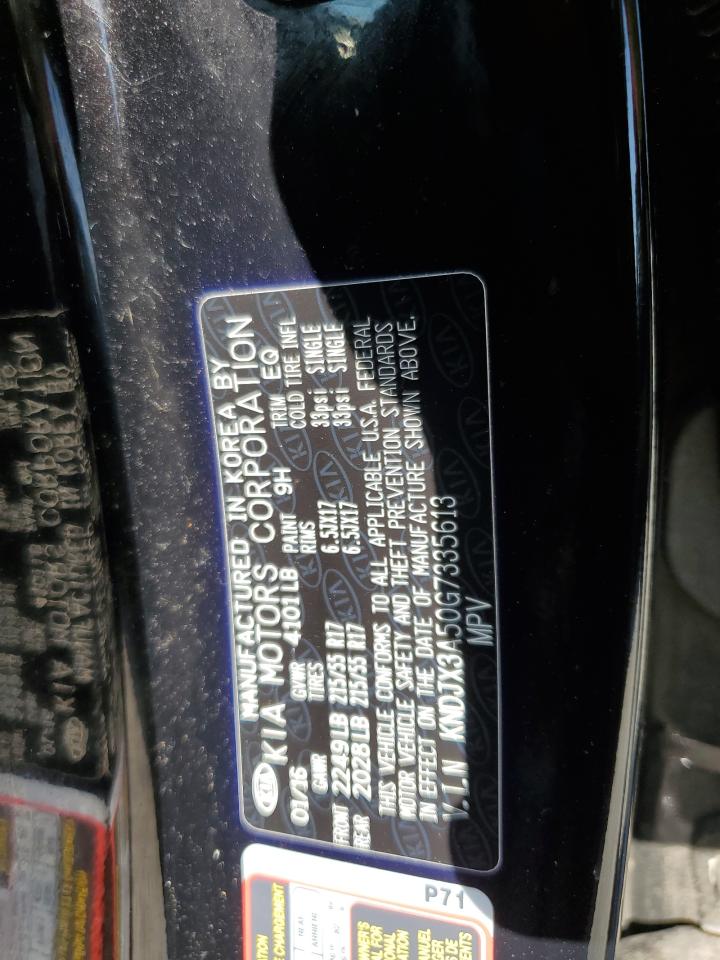 KIA
MANUFACTURED IN KOREA BY
KIA MOTORS CORPORATION
01/16 GVWR 4101LB PAINT 9H TRIM EQ
GAWR TIRES RIMS COLD TIRE INFL
FRONT 2249LB 215/55 R17 6.5JX17 33psi SINGLE
REAR 2028LB 215/55 R17 6.5JX17 33psi SINGLE
THIS VEHICLE CONFORMS TO ALL APPLICABLE U.S.A. FEDERAL
MOTOR VEHICLE SAFETY AND THEFT PREVENTION STANDARDS
IN EFFECT ON THE DATE OF MANUFACTURE SHOWN ABOVE.
V.I.N KNDJX3A50G7335613
MPV
P71